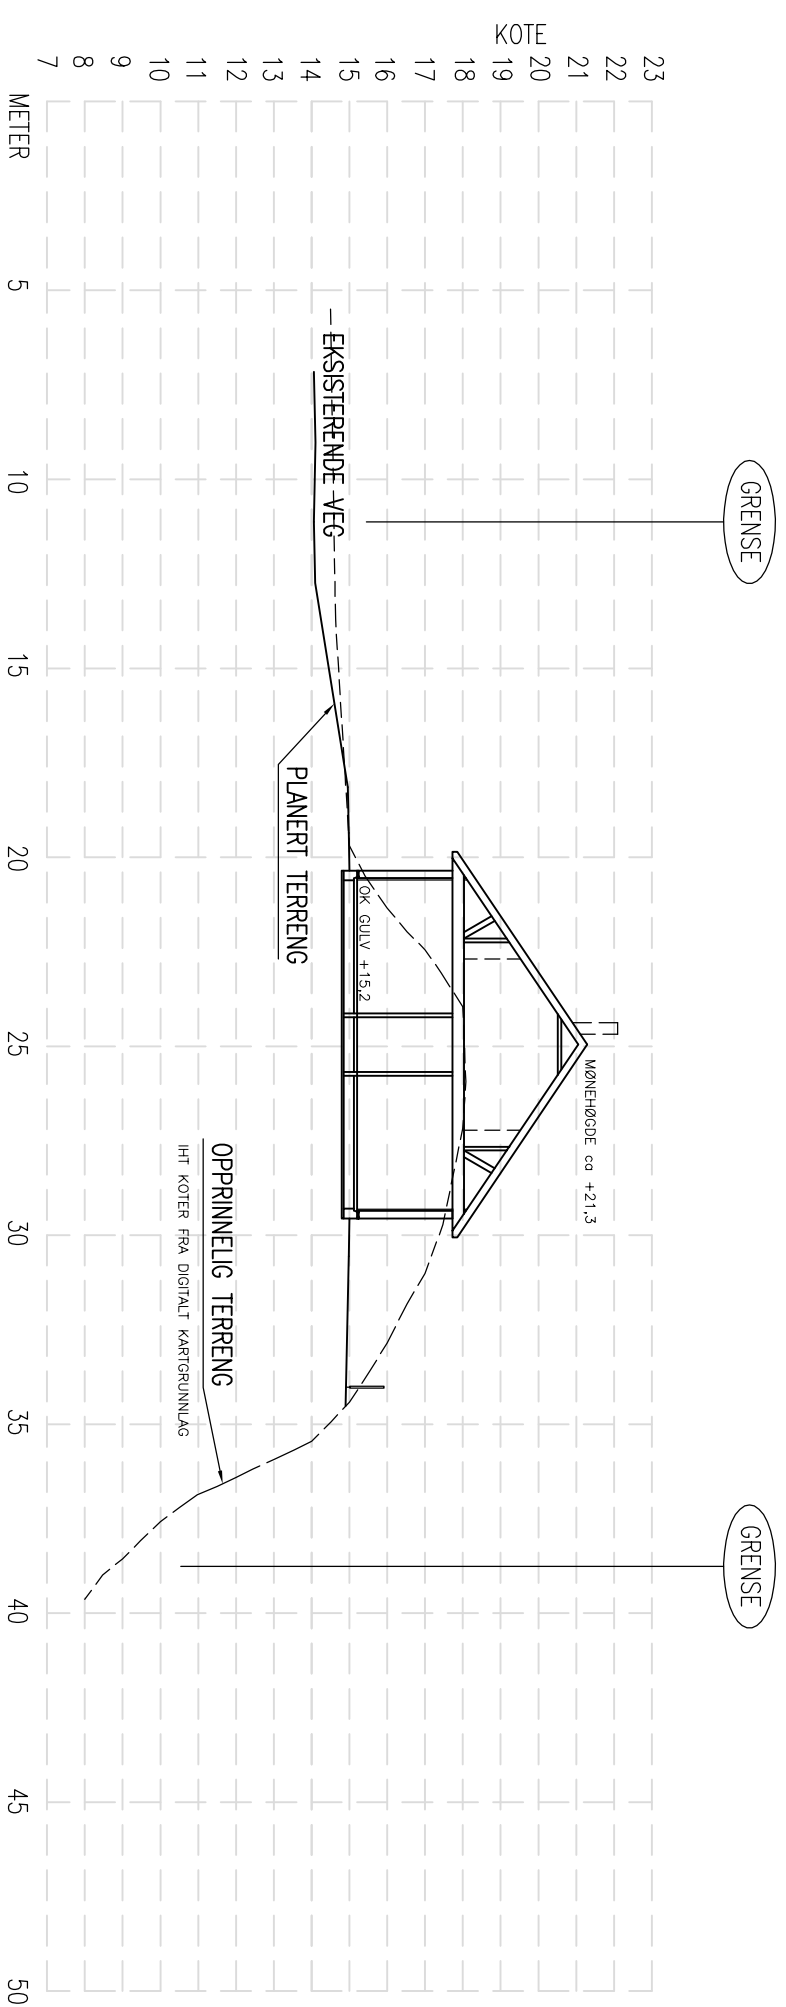 GRENSE
GRENSE
KOTE
23
22
21
20
19
18
17
16
15
14
13
12
11
10
9
8
7
MØNEHØGDE ca +21,3
OK GULV +15,2
EKSISTERENDE VEG
PLANERT TERRENG
OPPRINNELIG TERRENG
IHT KOTER FRA DIGITALT KARTGRUNNLAG
METER
5
10
15
20
25
30
35
40
45
50